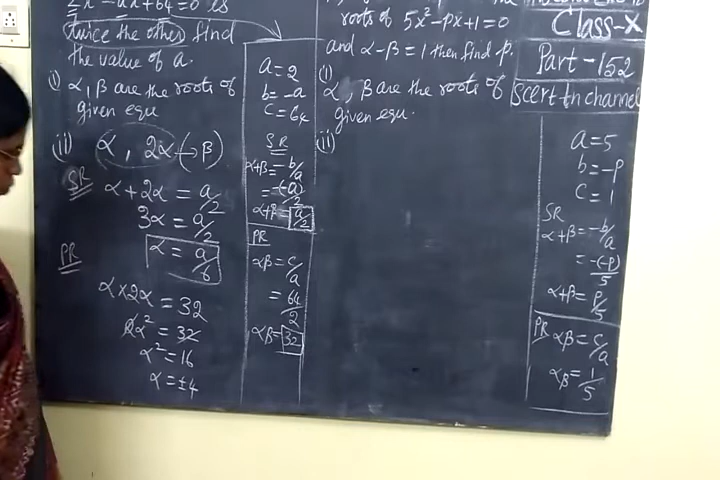 2x² - ax + 64 = 0 is
twice the other find
the value of a.
(i) α, β are the roots of
given equ
(ii) α, 2α (→ β)
SR α + 2α = a/2
3α = a/2
α = a/6
PR
α × 2α = 32
2α² = 32
α² = 16
α = ±4
a = 2
b = -a
c = 64
SR
α+β = -b/a
= -(-a)/2
α+β = a/2
PR
αβ = c/a
= 64/2
αβ = 32
roots of 5x² - px + 1 = 0
and α - β = 1 then find p.
(i)
α, β are the roots of
given equ.
(ii)
Class-X
Part - 152
Scert tn channel
a = 5
b = -p
c = 1
SR
α+β = -b/a
= -(-p)/5
α+β = p/5
PR αβ = c/a
αβ = 1/5